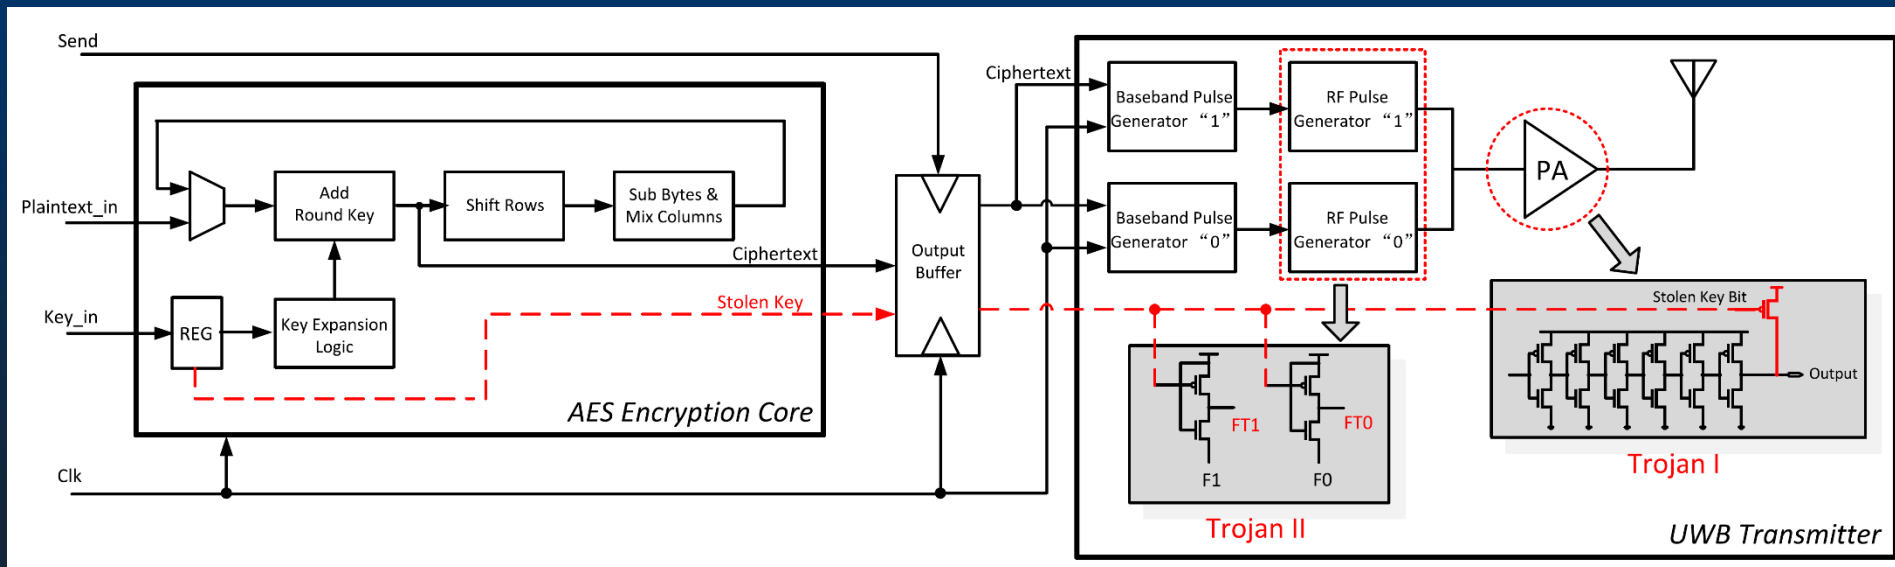 Send
Ciphertext
Baseband Pulse
Generator “1”
RF Pulse
Generator “1”
PA
Plaintext_in
Add
Round Key
Shift Rows
Sub Bytes &
Mix Columns
Ciphertext
Output
Buffer
Baseband Pulse
Generator “0”
RF Pulse
Generator “0”
Key_in
REG
Key Expansion
Logic
Stolen Key
Stolen Key Bit
Output
AES Encryption Core
FT1
FT0
F1
F0
Trojan I
Trojan II
Clk
UWB Transmitter